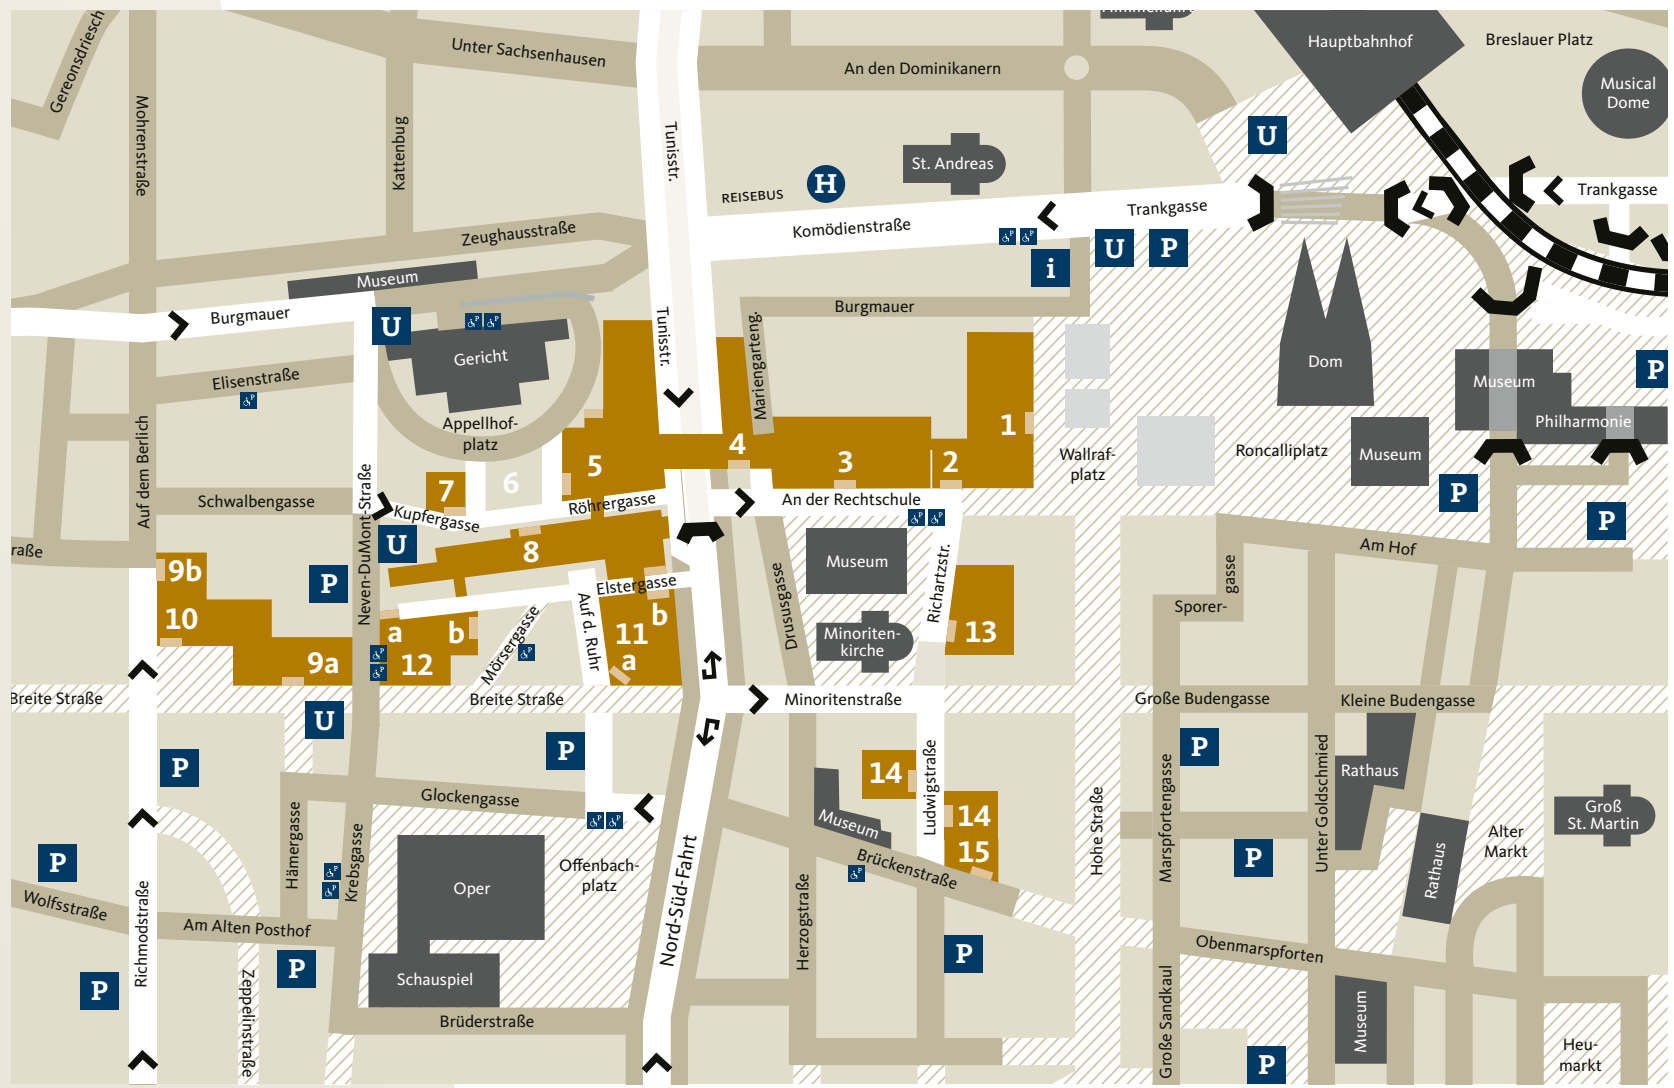 Gereonsdriesch
Mohrenstraße
Unter Sachsenhausen
Kattenbug
An den Dominikanern
Hauptbahnhof
Breslauer Platz
Musical
Dome
Tunisstr.
REISEBUS
H
St. Andreas
U
Trankgasse
Trankgasse
Komödienstraße
Zeughausstraße
Museum
Burgmauer
U
U
P
i
Burgmauer
Gericht
Tunisstr.
Mariengarteng.
Dom
Museum
Philharmonie
P
Elisenstraße
Appellhof-
platz
1
2
3
4
5
6
7
Wallraf-
platz
Roncalliplatz
Museum
P
P
Auf dem Berlich
Schwalbengasse
Neven-DuMont-Straße
Kupfergasse
Röhrergasse
An der Rechtschule
U
8
Museum
Richartzstr.
Am Hof
raße
9b
P
Elstergasse
Drususgasse
Sporer-
gasse
10
a
b
12
Mörsergasse
Auf d. Ruhr
11
b
a
Minoriten-
kirche
13
9a
Breite Straße
Breite Straße
Minoritenstraße
Große Budengasse
Kleine Budengasse
U
P
P
P
Glockengasse
14
Ludwigstraße
14
15
Museum
Brückenstraße
Hohe Straße
Marspfortengasse
Unter Goldschmied
Rathaus
Rathaus
Alter
Markt
Groß
St. Martin
P
P
Hämergasse
Krebsgasse
Oper
Offenbach-
platz
Nord-Süd-Fahrt
Herzogstraße
Wolfsstraße
Richmodstraße
Am Alten Posthof
P
P
Zeppelinstraße
Schauspiel
Brüderstraße
P
Große Sandkaul
Obenmarspforten
Museum
P
Heu-
markt